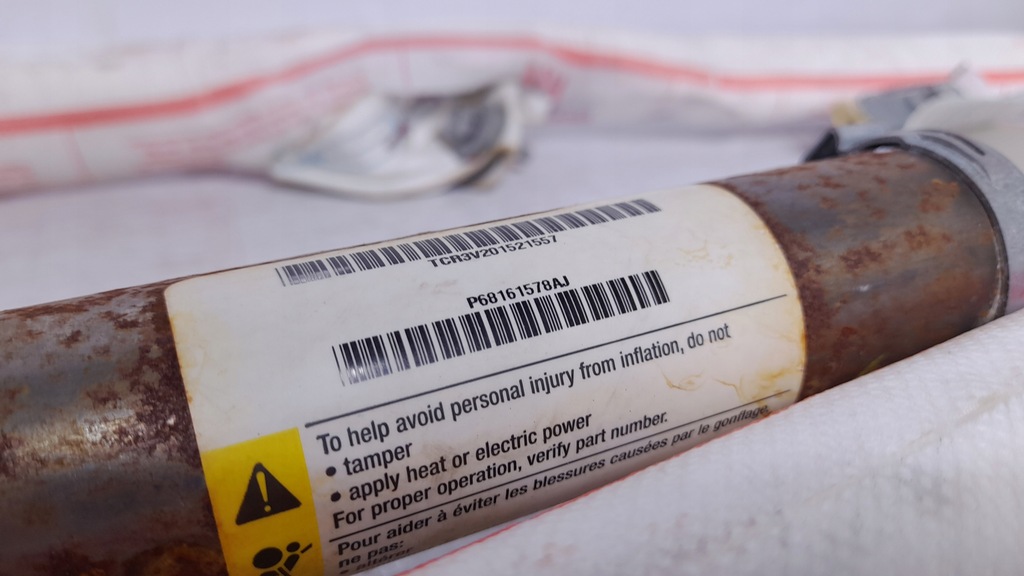 TCR3V201521557
P68161578AJ
To help avoid personal injury from inflation, do not
• tamper
• apply heat or electric power
For proper operation, verify part number.
Pour aider à éviter les blessures causées par le gonflage,
ne pas:
• altérer